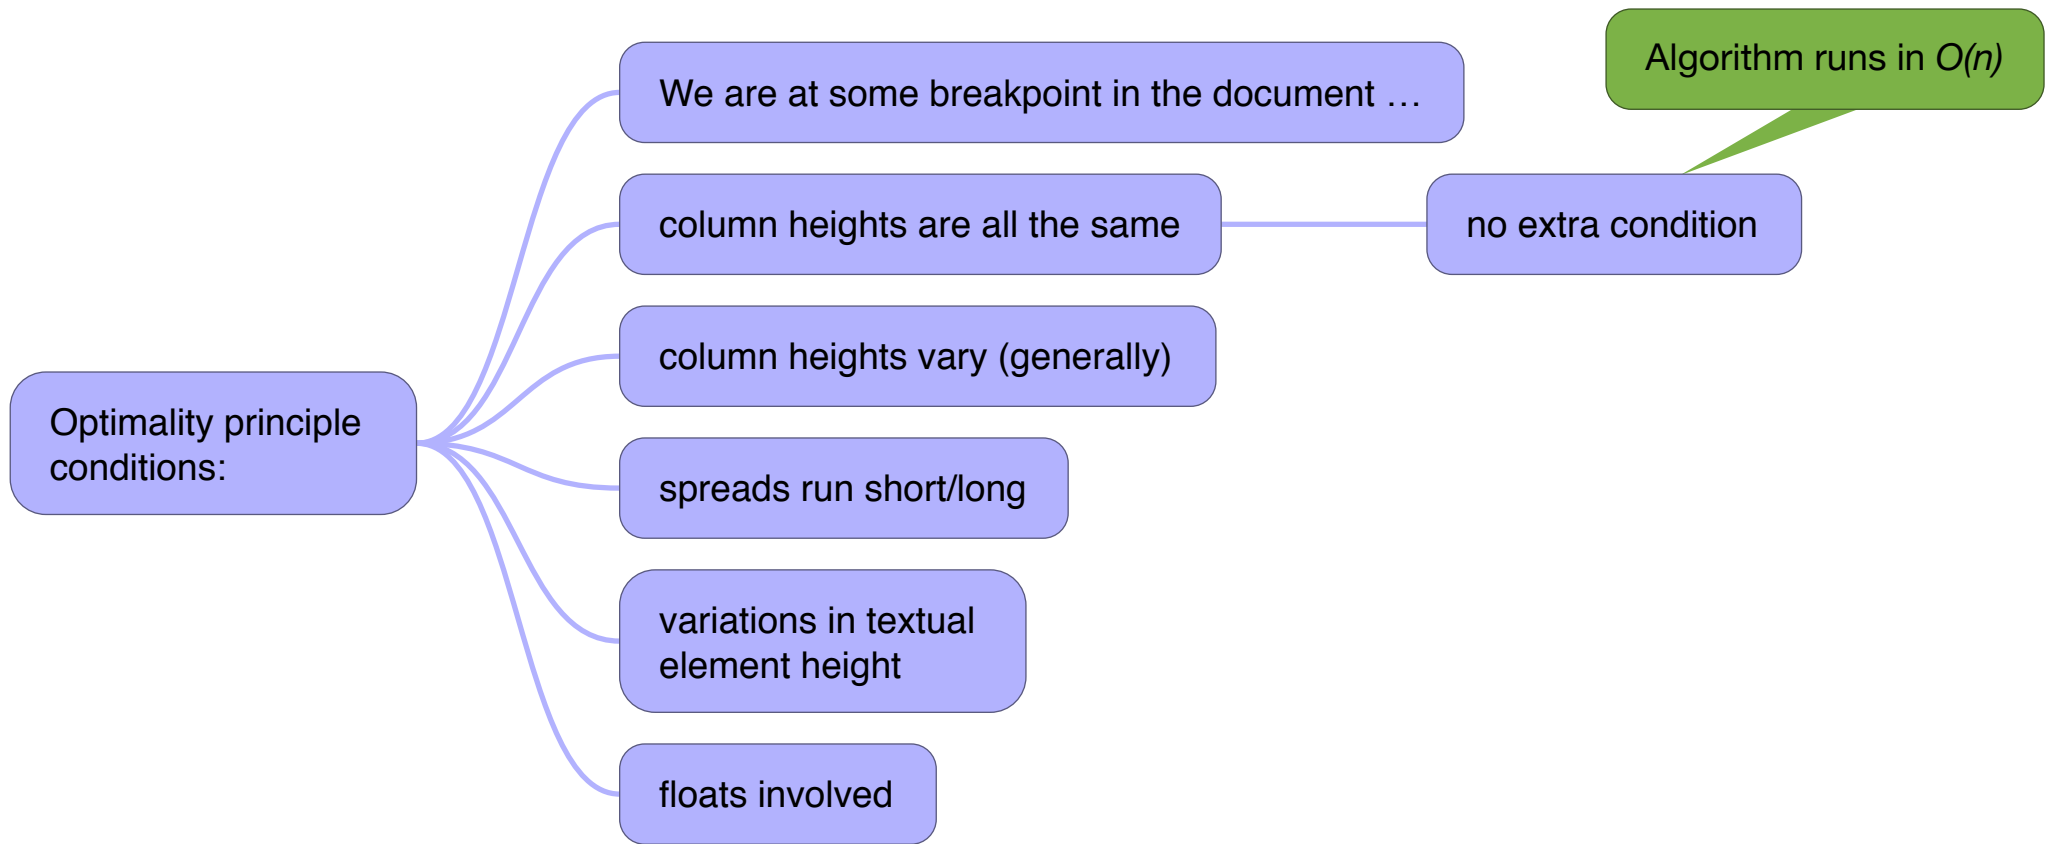 Algorithm runs in O(n)
We are at some breakpoint in the document …
column heights are all the same
no extra condition
column heights vary (generally)
Optimality principle
conditions:
spreads run short/long
variations in textual
element height
floats involved